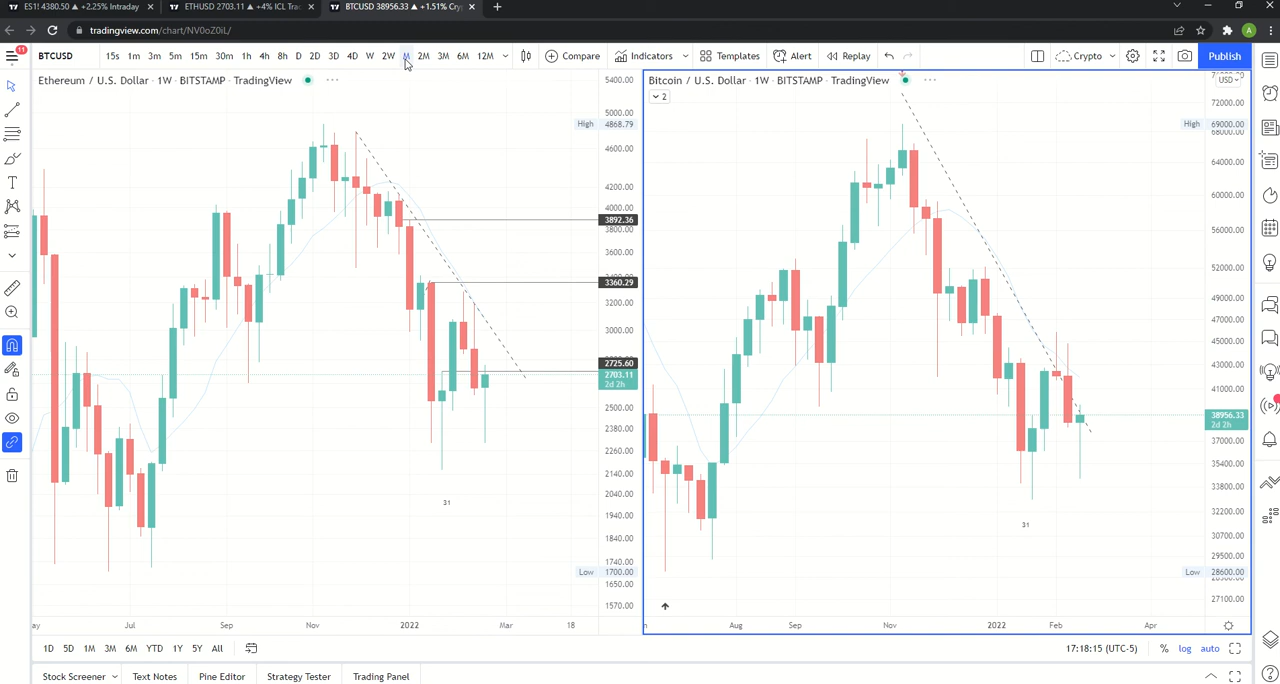 ES1! 4380.50 ▲ +2.25% Intraday
ETHUSD 2703.11 ▲ +4% ICL Tra
BTCUSD 38956.33 ▲ +1.51% Cry
tradingview.com/chart/NV0oZ0iL/
A
11
BTCUSD 15s 1m 3m 5m 15m 30m 1h 4h 8h D 2D 3D 4D W 2W M 2M 3M 6M 12M Compare Indicators Templates Alert Replay Crypto Publish
Ethereum / U.S. Dollar · 1W · BITSTAMP · TradingView
5400.00
5000.00
High 4868.79
4600.00
4200.00
4000.00
3892.36
3800.00
3600.00
3400.00
3360.29
3200.00
3000.00
2725.60
2703.11
2d 2h
2500.00
2380.00
2260.00
2140.00
2040.00
1940.00
1840.00
1740.00
Low 1700.00
1650.00
1570.00
31
Jul Sep Nov 2022 Mar 18
Bitcoin / U.S. Dollar · 1W · BITSTAMP · TradingView
2
USD
72000.00
High 69000.00
68000.00
64000.00
60000.00
56000.00
52000.00
49000.00
47000.00
45000.00
43000.00
41000.00
38956.33
2d 2h
37000.00
35400.00
33800.00
32200.00
30700.00
29500.00
Low 28600.00
27100.00
31
Aug Sep Nov 2022 Feb Apr
1D 5D 1M 3M 6M YTD 1Y 5Y All
17:18:15 (UTC-5) % log auto
Stock Screener Text Notes Pine Editor Strategy Tester Trading Panel